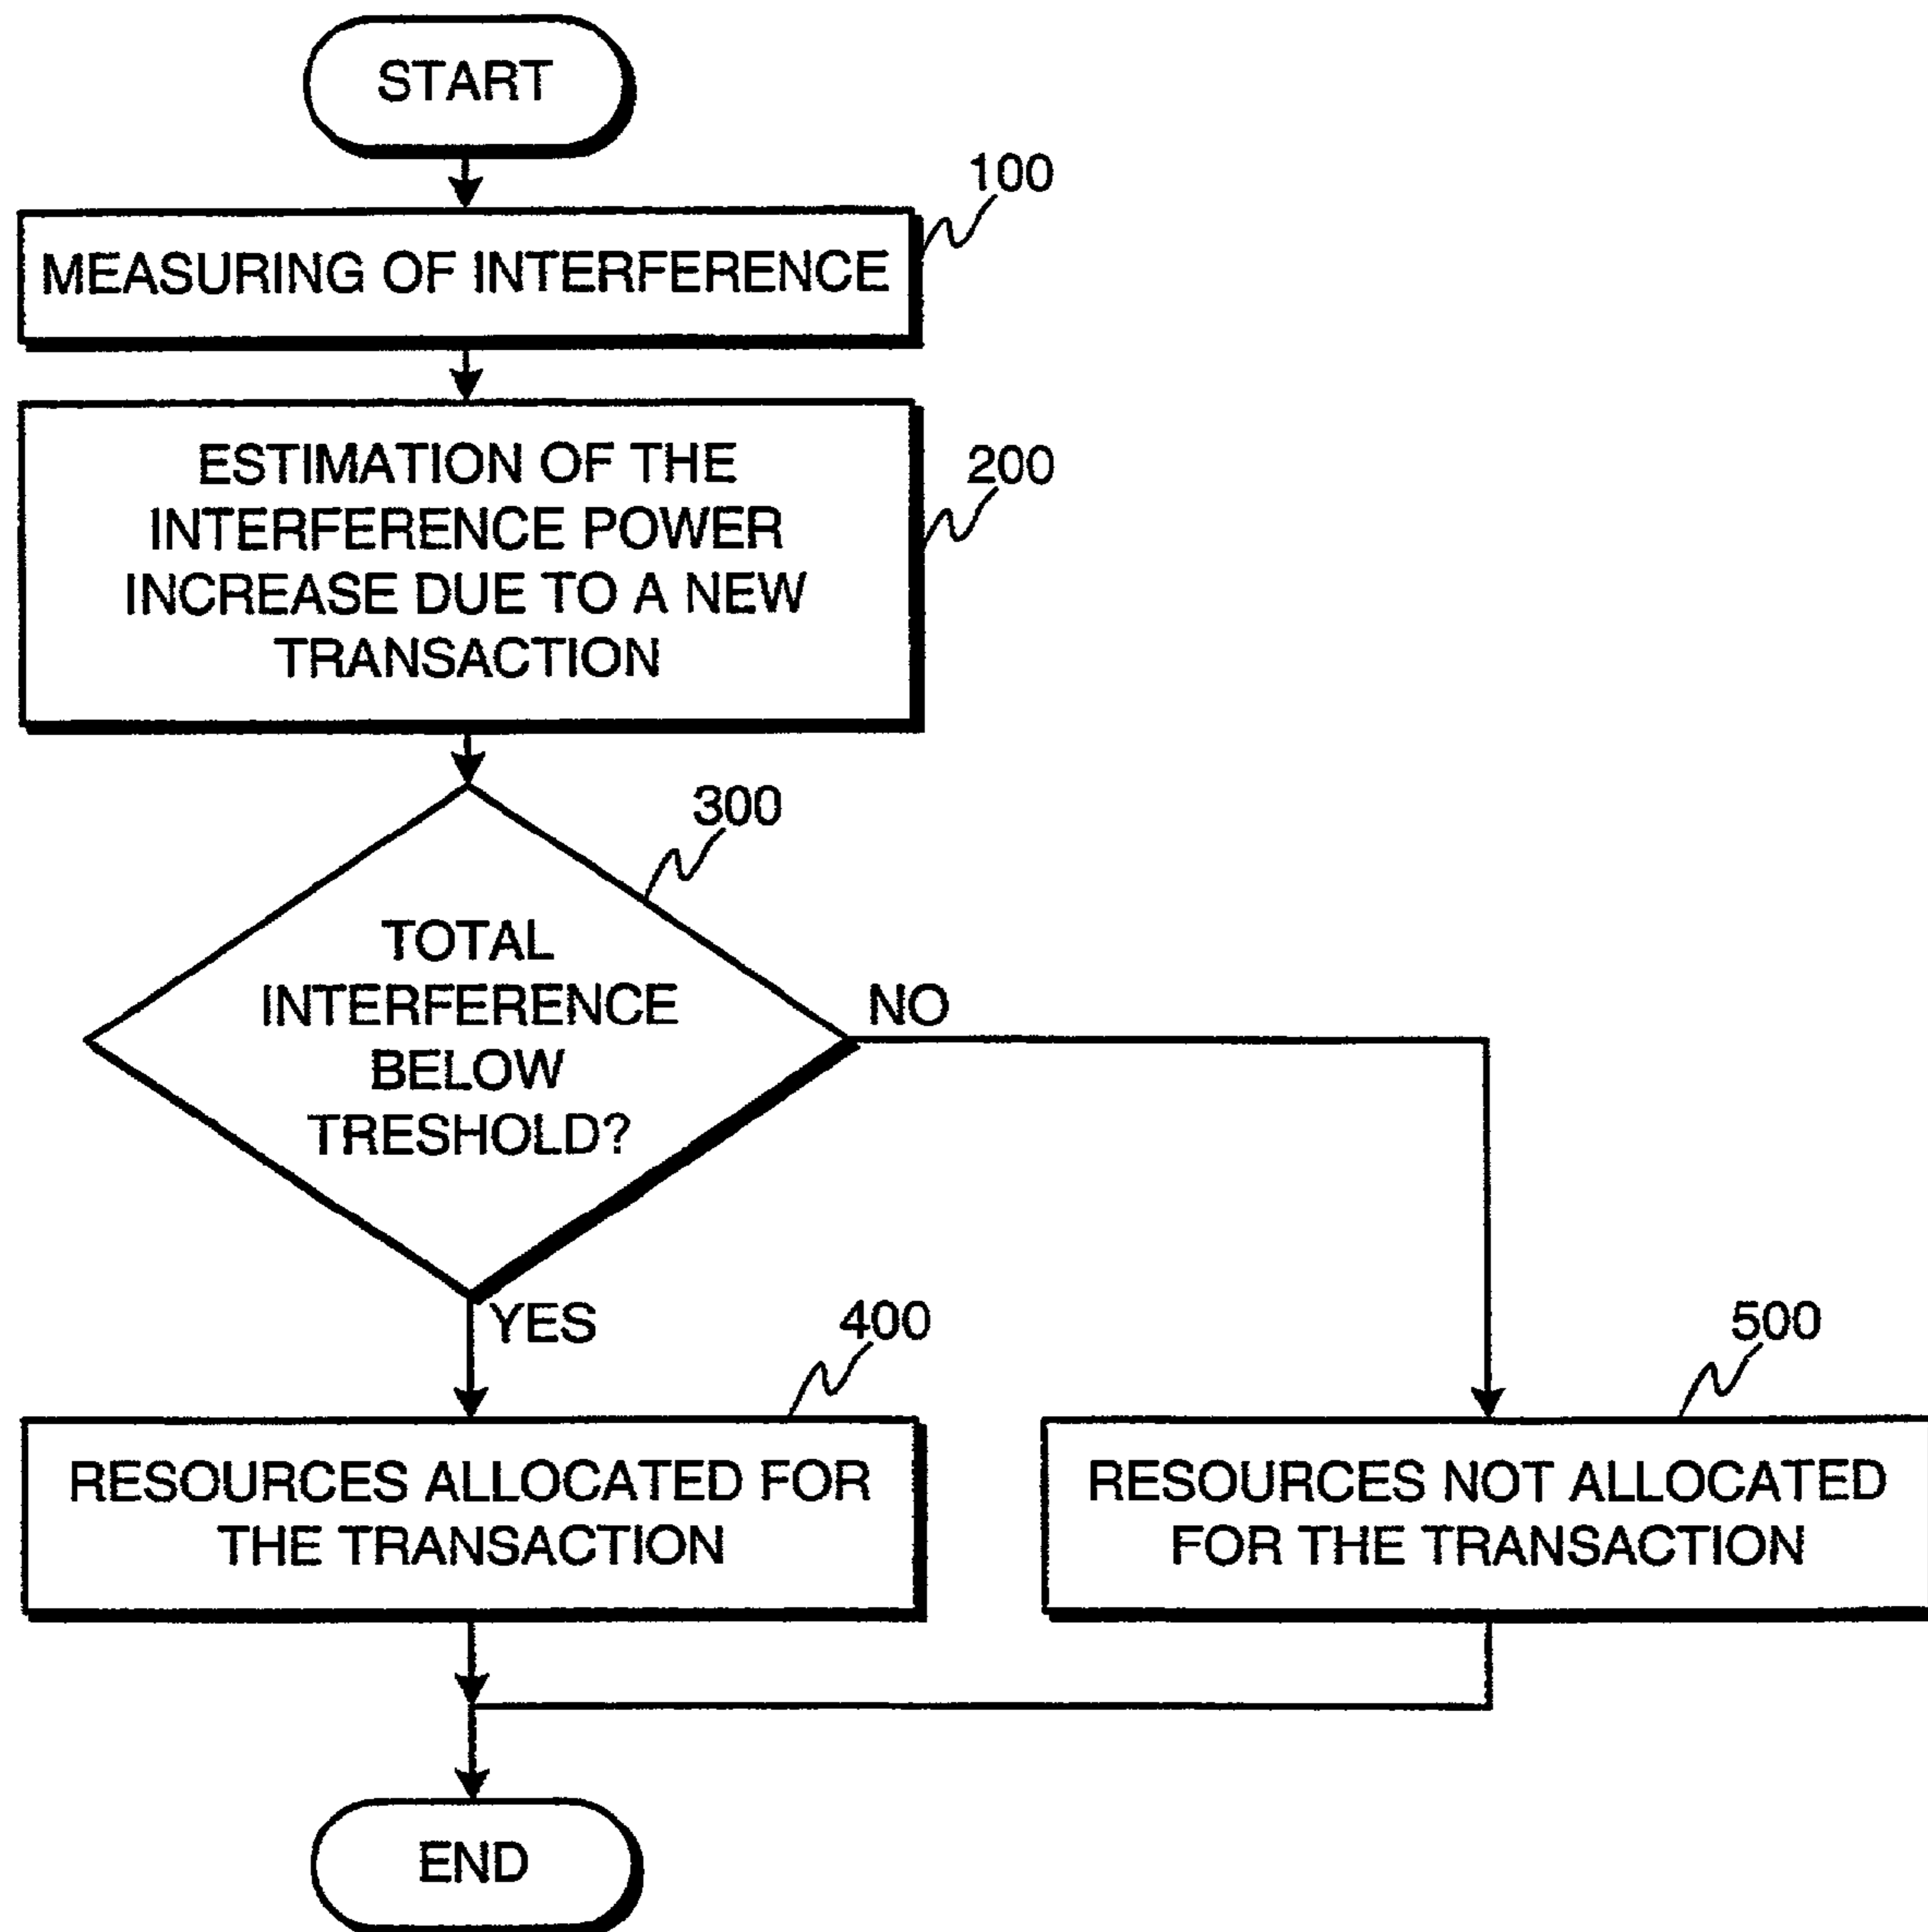 START
100
MEASURING OF INTERFERENCE
200
ESTIMATION OF THE
INTERFERENCE POWER
INCREASE DUE TO A NEW
TRANSACTION
300
TOTAL
INTERFERENCE
BELOW
TRESHOLD?
NO
YES
400
RESOURCES ALLOCATED FOR
THE TRANSACTION
500
RESOURCES NOT ALLOCATED
FOR THE TRANSACTION
END